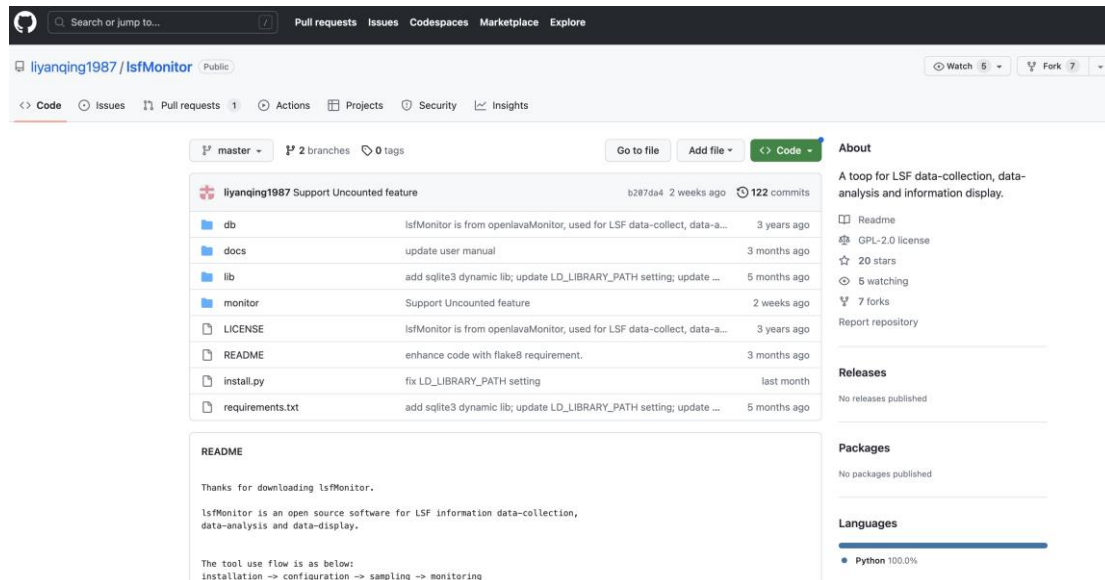 Search or jump to...
/
Pull requests Issues Codespaces Marketplace Explore
liyanqing1987 / lsfMonitor Public
Watch 5
Fork 7
Code Issues Pull requests 1 Actions Projects Security Insights
master 2 branches 0 tags Go to file Add file Code
liyanqing1987 Support Uncounted feature b207da4 2 weeks ago 122 commits
db lsfMonitor is from openlavaMonitor, used for LSF data-collect, data-a... 3 years ago
docs update user manual 3 months ago
lib add sqlite3 dynamic lib; update LD_LIBRARY_PATH setting; update ... 5 months ago
monitor Support Uncounted feature 2 weeks ago
LICENSE lsfMonitor is from openlavaMonitor, used for LSF data-collect, data-a... 3 years ago
README enhance code with flake8 requirement. 3 months ago
install.py fix LD_LIBRARY_PATH setting last month
requirements.txt add sqlite3 dynamic lib; update LD_LIBRARY_PATH setting; update ... 5 months ago
README
Thanks for downloading lsfMonitor.
lsfMonitor is an open source software for LSF information data-collection,
data-analysis and data-display.
The tool use flow is as below:
installation -> configuration -> sampling -> monitoring
About
A toop for LSF data-collection, data-
analysis and information display.
Readme
GPL-2.0 license
20 stars
5 watching
7 forks
Report repository
Releases
No releases published
Packages
No packages published
Languages
Python 100.0%